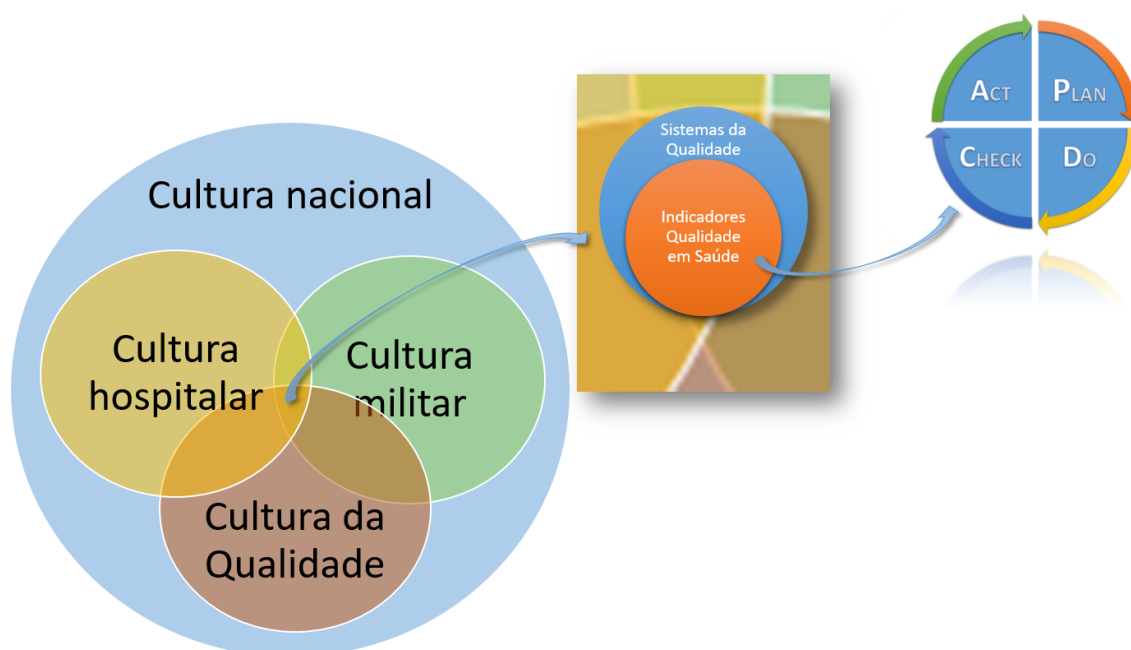 Cultura nacional
Cultura
hospitalar
Cultura
militar
Cultura da
Qualidade
Sistemas da
Qualidade
Indicadores
Qualidade
em Saúde
ACT
PLAN
CHECK
DO